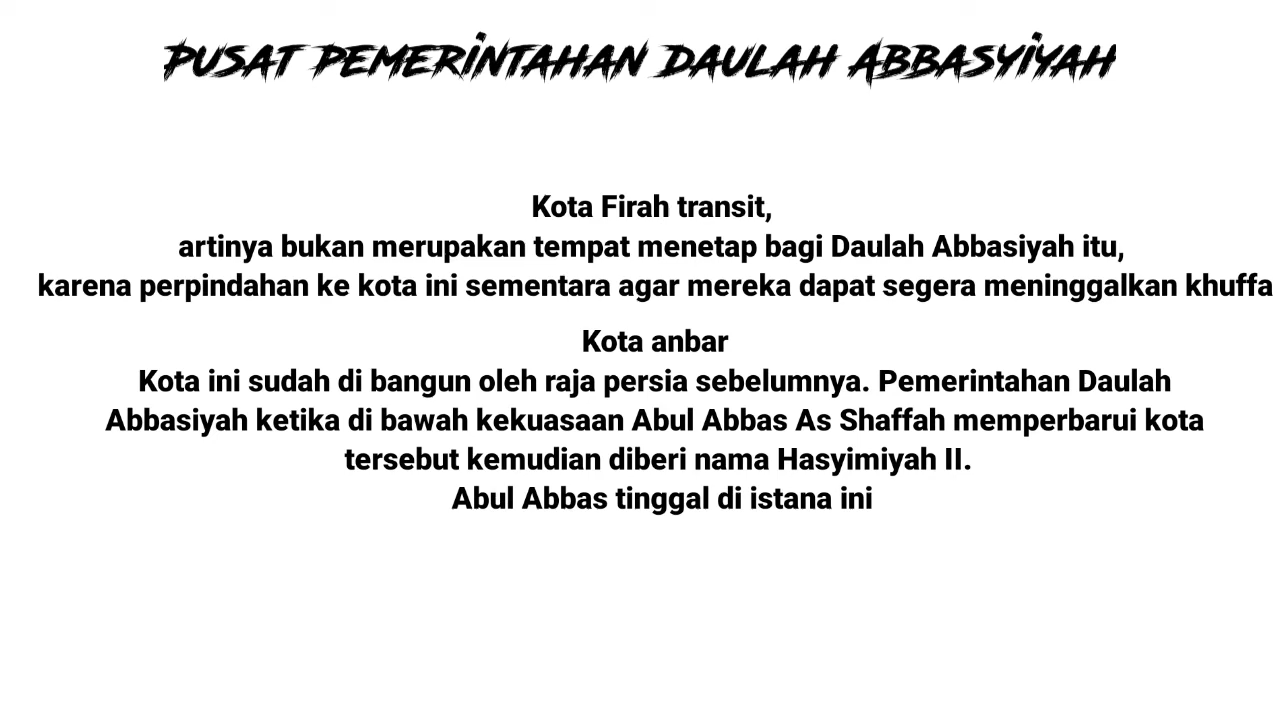 PUSAT PEMERINTAHAN DAULAH ABBASYIYAH
Kota Firah transit,
artinya bukan merupakan tempat menetap bagi Daulah Abbasiyah itu,
karena perpindahan ke kota ini sementara agar mereka dapat segera meninggalkan khuffa
Kota anbar
Kota ini sudah di bangun oleh raja persia sebelumnya. Pemerintahan Daulah
Abbasiyah ketika di bawah kekuasaan Abul Abbas As Shaffah memperbarui kota
tersebut kemudian diberi nama Hasyimiyah II.
Abul Abbas tinggal di istana ini